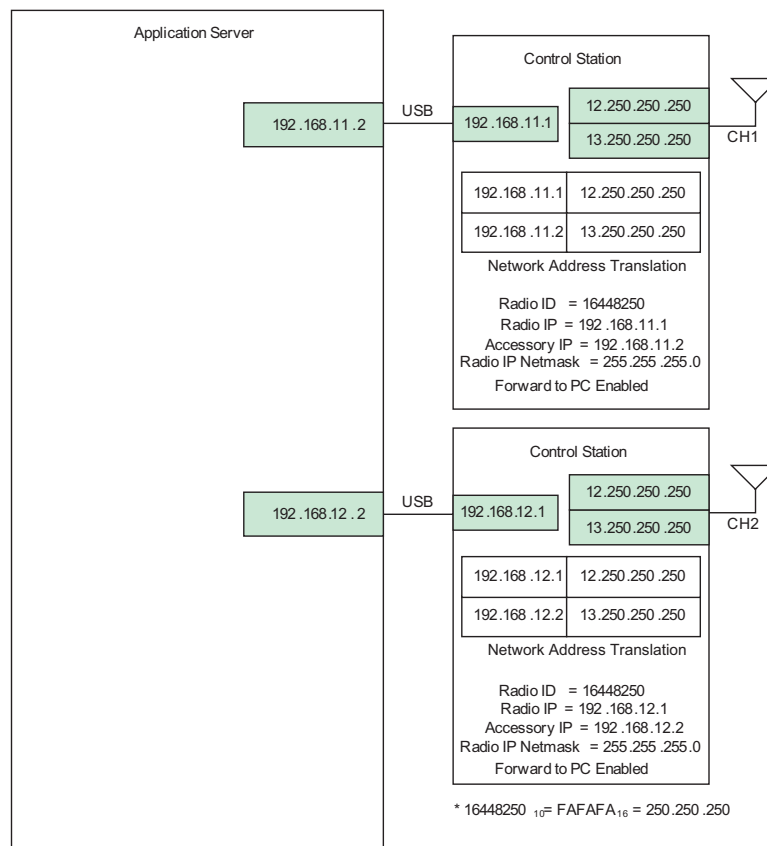 Application Server
Control Station
192.168.11.2
USB
192.168.11.1
12.250.250.250
13.250.250.250
CH1
192.168.11.1 12.250.250.250
192.168.11.2 13.250.250.250
Network Address Translation
Radio ID = 16448250
Radio IP = 192.168.11.1
Accessory IP = 192.168.11.2
Radio IP Netmask = 255.255.255.0
Forward to PC Enabled
Control Station
192.168.12.2
USB
192.168.12.1
12.250.250.250
13.250.250.250
CH2
192.168.12.1 12.250.250.250
192.168.12.2 13.250.250.250
Network Address Translation
Radio ID = 16448250
Radio IP = 192.168.12.1
Accessory IP = 192.168.12.2
Radio IP Netmask = 255.255.255.0
Forward to PC Enabled
* 16448250 10= FAFAFA16 = 250.250.250